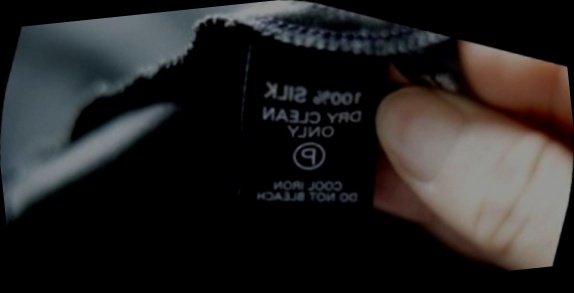 100% SILK
DRY CLEAN
ONLY
P
COOL IRON
DO NOT BLEACH